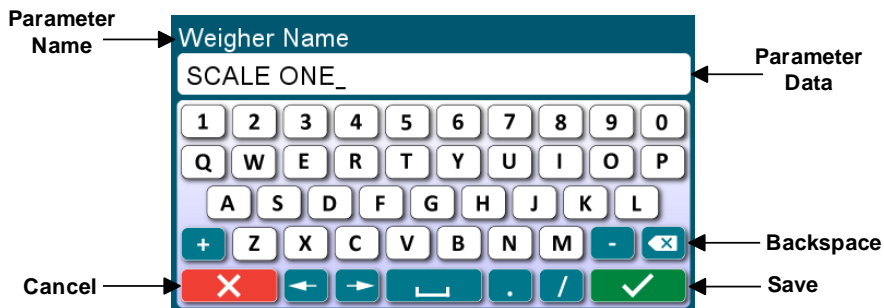 Parameter
Name
Weigher Name
SCALE ONE_
Parameter
Data
1 2 3 4 5 6 7 8 9 0
Q W E R T Y U I O P
A S D F G H J K L
+ Z X C V B N M -
Backspace
Cancel
. /
Save